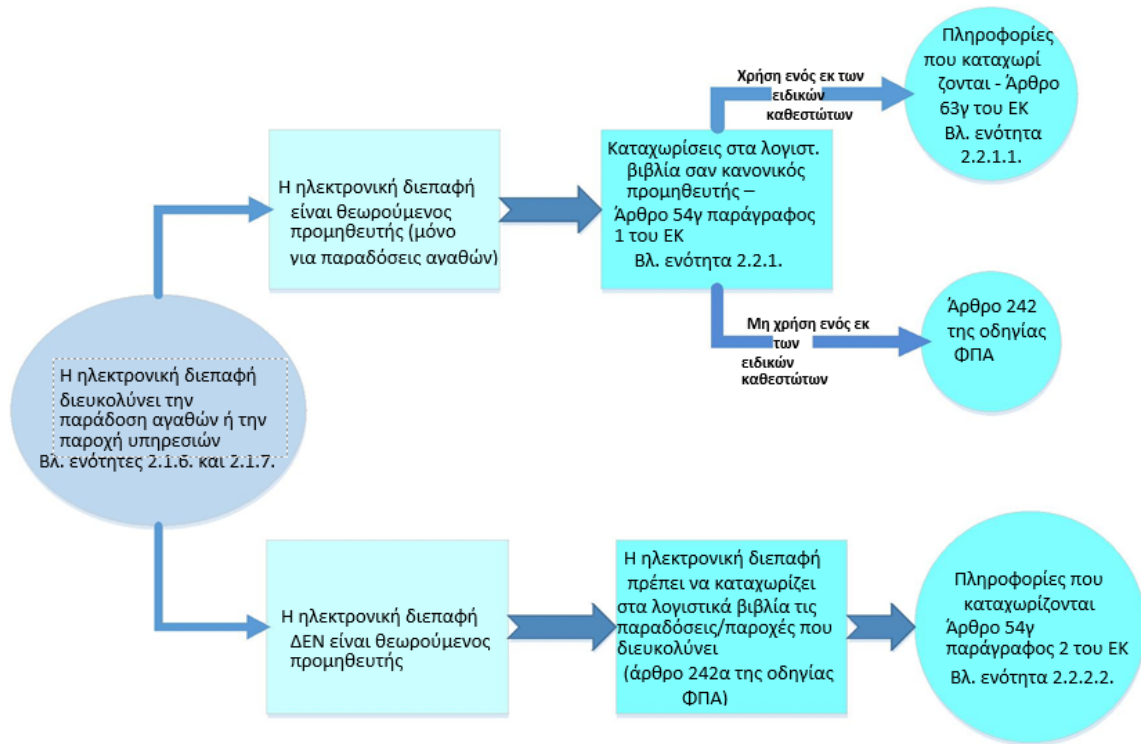 Πληροφορίες
που καταχωρί
ζονται - Άρθρο
63γ του ΕΚ
Βλ. ενότητα
2.2.1.1.
Χρήση ενός εκ των
ειδικών
καθεστώτων
Καταχωρίσεις στα λογιστ.
βιβλία σαν κανονικός
προμηθευτής –
Άρθρο 54γ παράγραφος
1 του ΕΚ
Βλ. ενότητα 2.2.1.
Η ηλεκτρονική διεπαφή
είναι θεωρούμενος
προμηθευτής (μόνο
για παραδόσεις αγαθών)
Μη χρήση ενός εκ
των
ειδικών
καθεστώτων
Άρθρο 242
της οδηγίας
ΦΠΑ
Η ηλεκτρονική διεπαφή
διευκολύνει την
παράδοση αγαθών ή την
παροχή υπηρεσιών
Βλ. ενότητες 2.1.6. και 2.1.7.
Η ηλεκτρονική διεπαφή
ΔΕΝ είναι θεωρούμενος
προμηθευτής
Η ηλεκτρονική διεπαφή
πρέπει να καταχωρίζει
στα λογιστικά βιβλία τις
παραδόσεις/παροχές που
διευκολύνει
(άρθρο 242α της οδηγίας
ΦΠΑ)
Πληροφορίες που
καταχωρίζονται
Άρθρο 54γ
παράγραφος 2 του ΕΚ
Βλ. ενότητα 2.2.2.2.